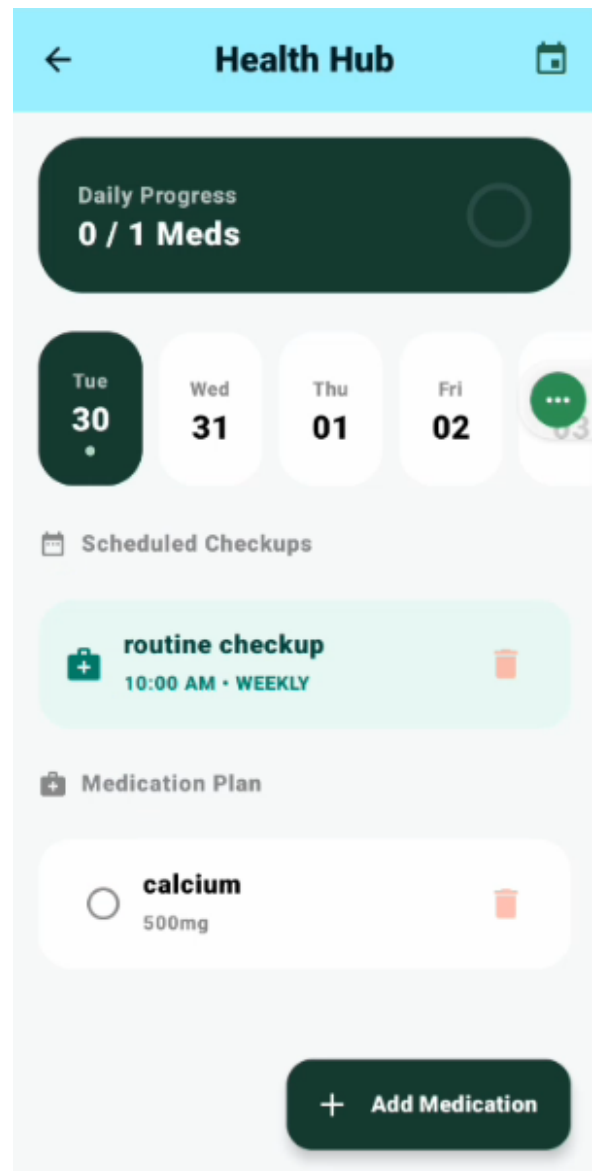 Health Hub
Daily Progress
0 / 1 Meds
Tue
30
Wed
31
Thu
01
Fri
02
03
Scheduled Checkups
routine checkup
10:00 AM • WEEKLY
Medication Plan
calcium
500mg
+ Add Medication